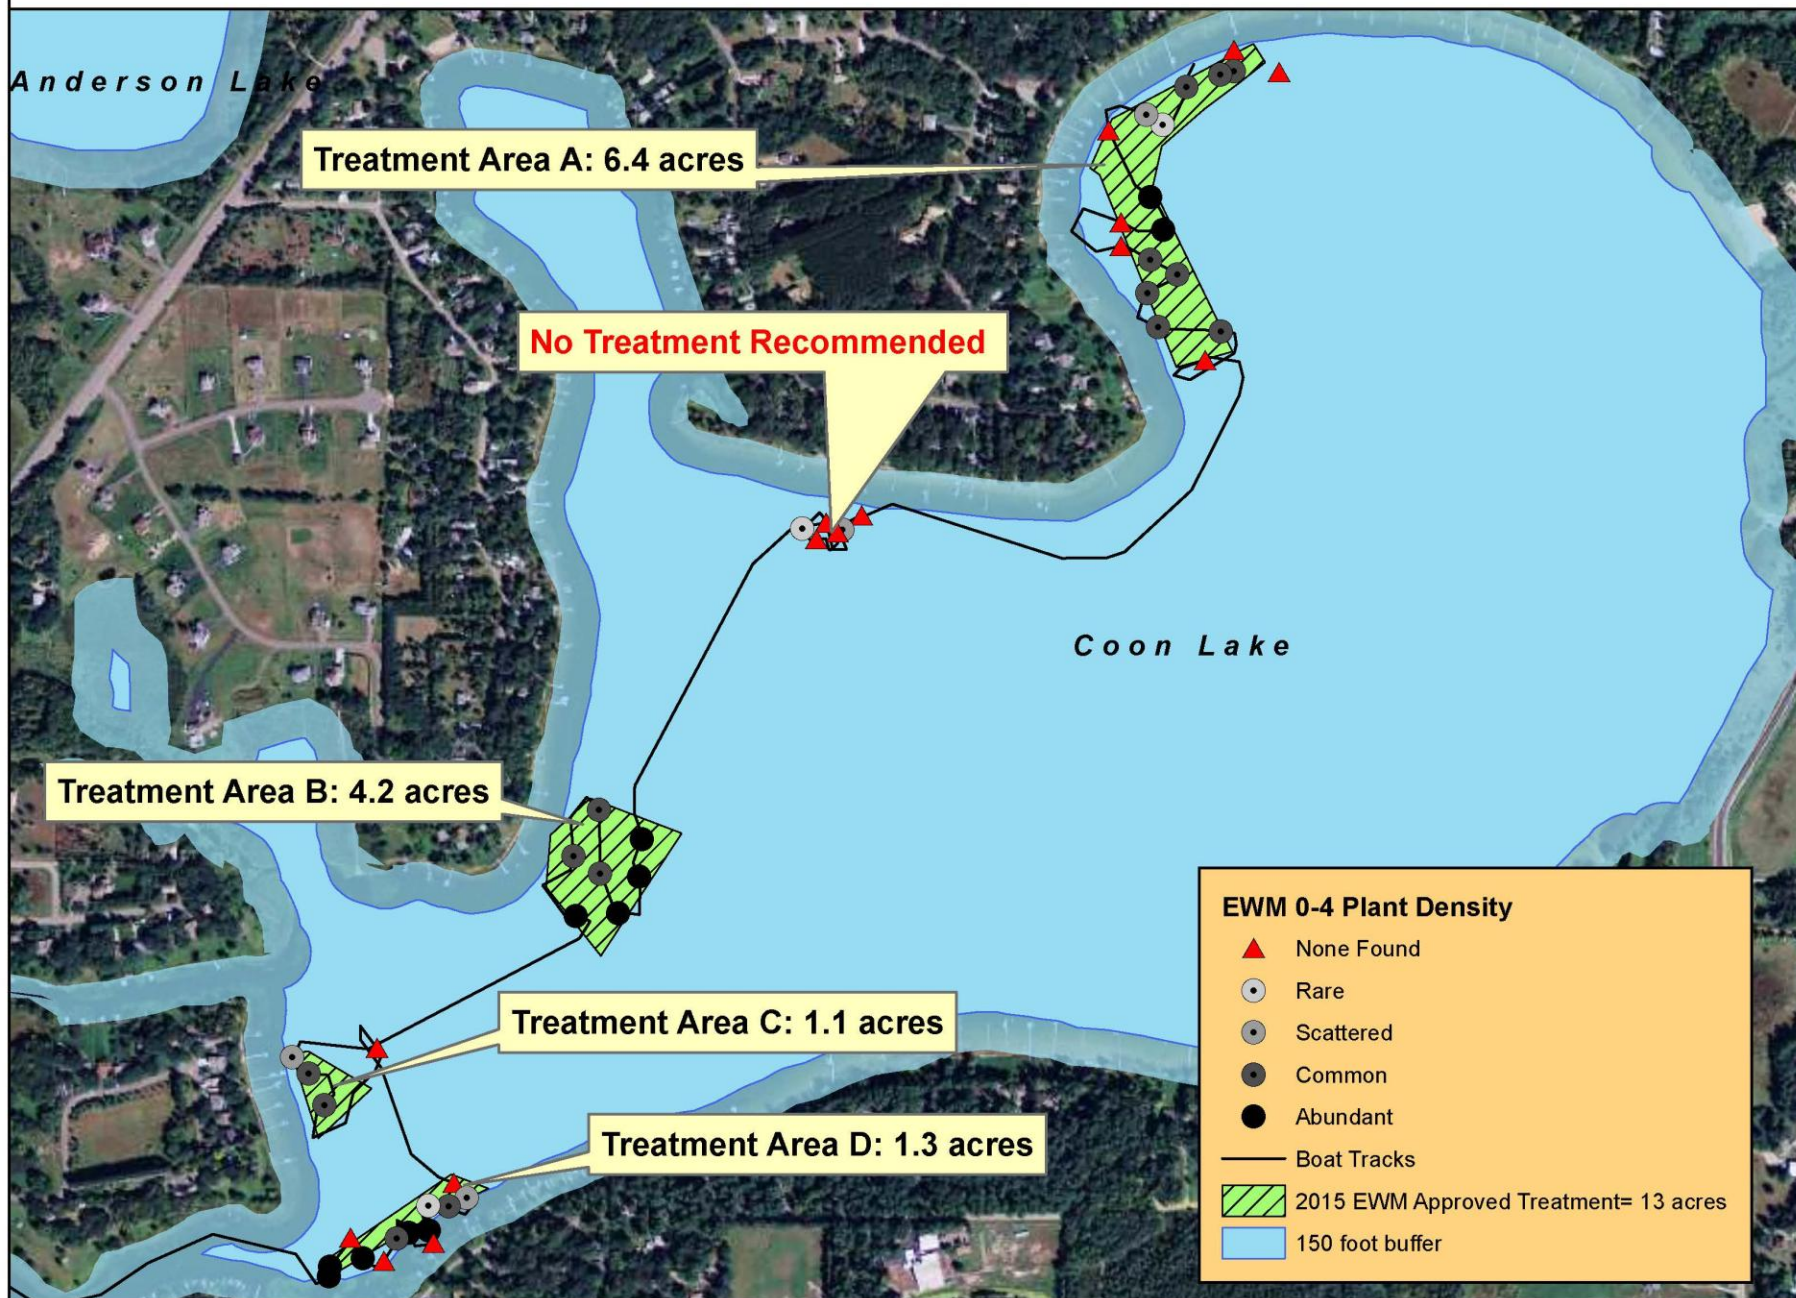 Anderson Lake
Treatment Area A: 6.4 acres
No Treatment Recommended
Coon Lake
Treatment Area B: 4.2 acres
Treatment Area C: 1.1 acres
Treatment Area D: 1.3 acres
EWM 0-4 Plant Density
None Found
Rare
Scattered
Common
Abundant
Boat Tracks
2015 EWM Approved Treatment= 13 acres
150 foot buffer